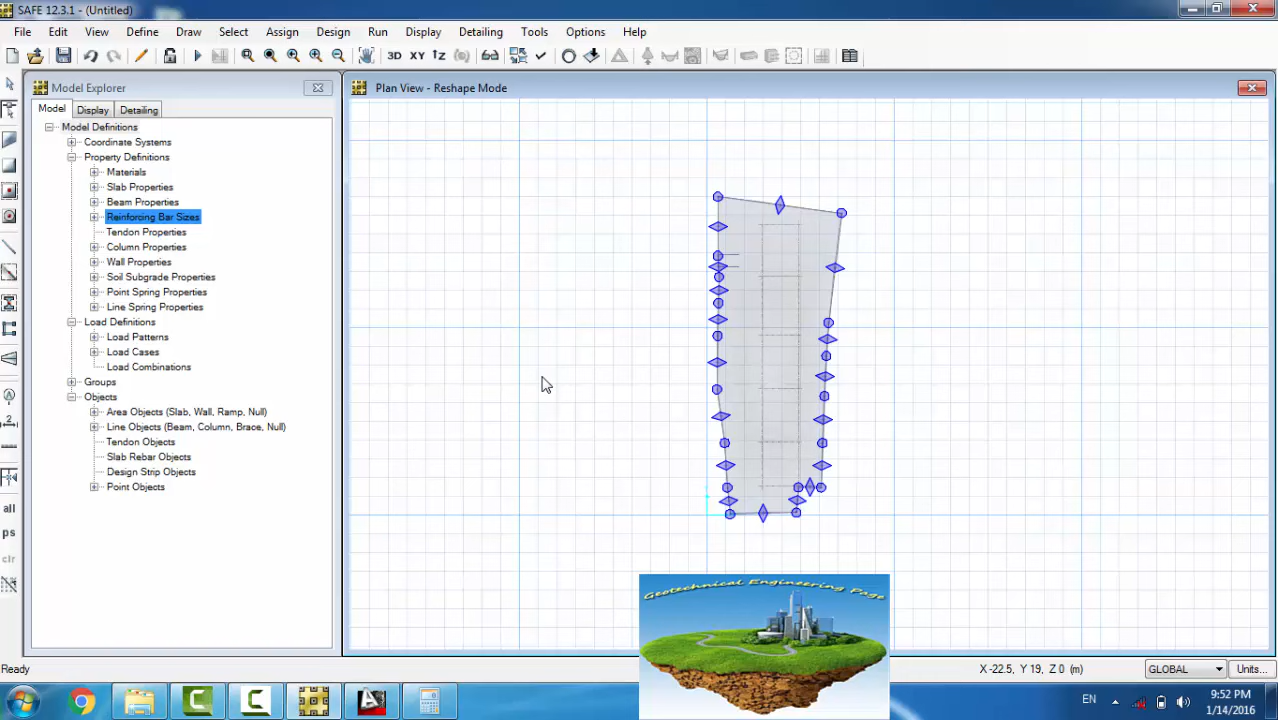 SAFE 12.3.1 - (Untitled)
File Edit View Define Draw Select Assign Design Run Display Detailing Tools Options Help
3D XY
Model Explorer
Plan View - Reshape Mode
Model Display Detailing
Model Definitions
Coordinate Systems
Property Definitions
Materials
Slab Properties
Beam Properties
Reinforcing Bar Sizes
Tendon Properties
Column Properties
Wall Properties
Soil Subgrade Properties
Point Spring Properties
Line Spring Properties
Load Definitions
Load Patterns
Load Cases
Load Combinations
Groups
Objects
Area Objects (Slab, Wall, Ramp, Null)
Line Objects (Beam, Column, Brace, Null)
Tendon Objects
Slab Rebar Objects
Design Strip Objects
Point Objects
all
ps
clr
Geotechnical Engineering Page
Ready
X -22.5, Y 19, Z 0 (m)
GLOBAL
Units...
EN
9:52 PM
1/14/2016